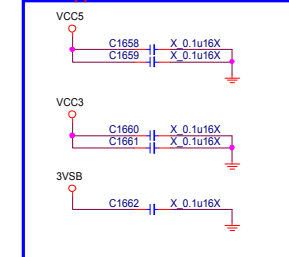 VCC5
C1658 X_0.1u16X
C1659 X_0.1u16X
VCC3
C1660 X_0.1u16X
C1661 X_0.1u16X
3VSB
C1662 X_0.1u16X